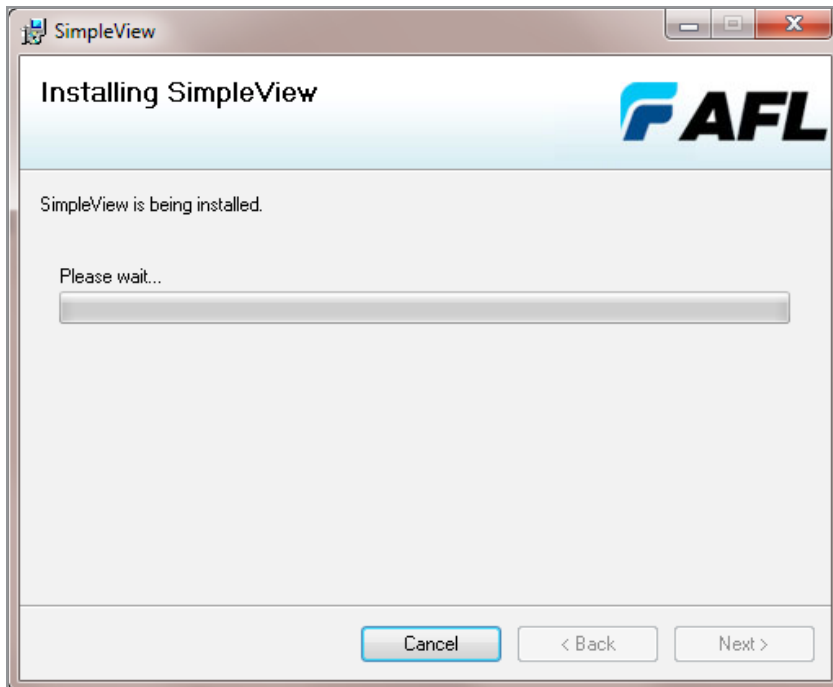 SimpleView
Installing SimpleView
AFL
SimpleView is being installed.
Please wait...
Cancel
< Back
Next >